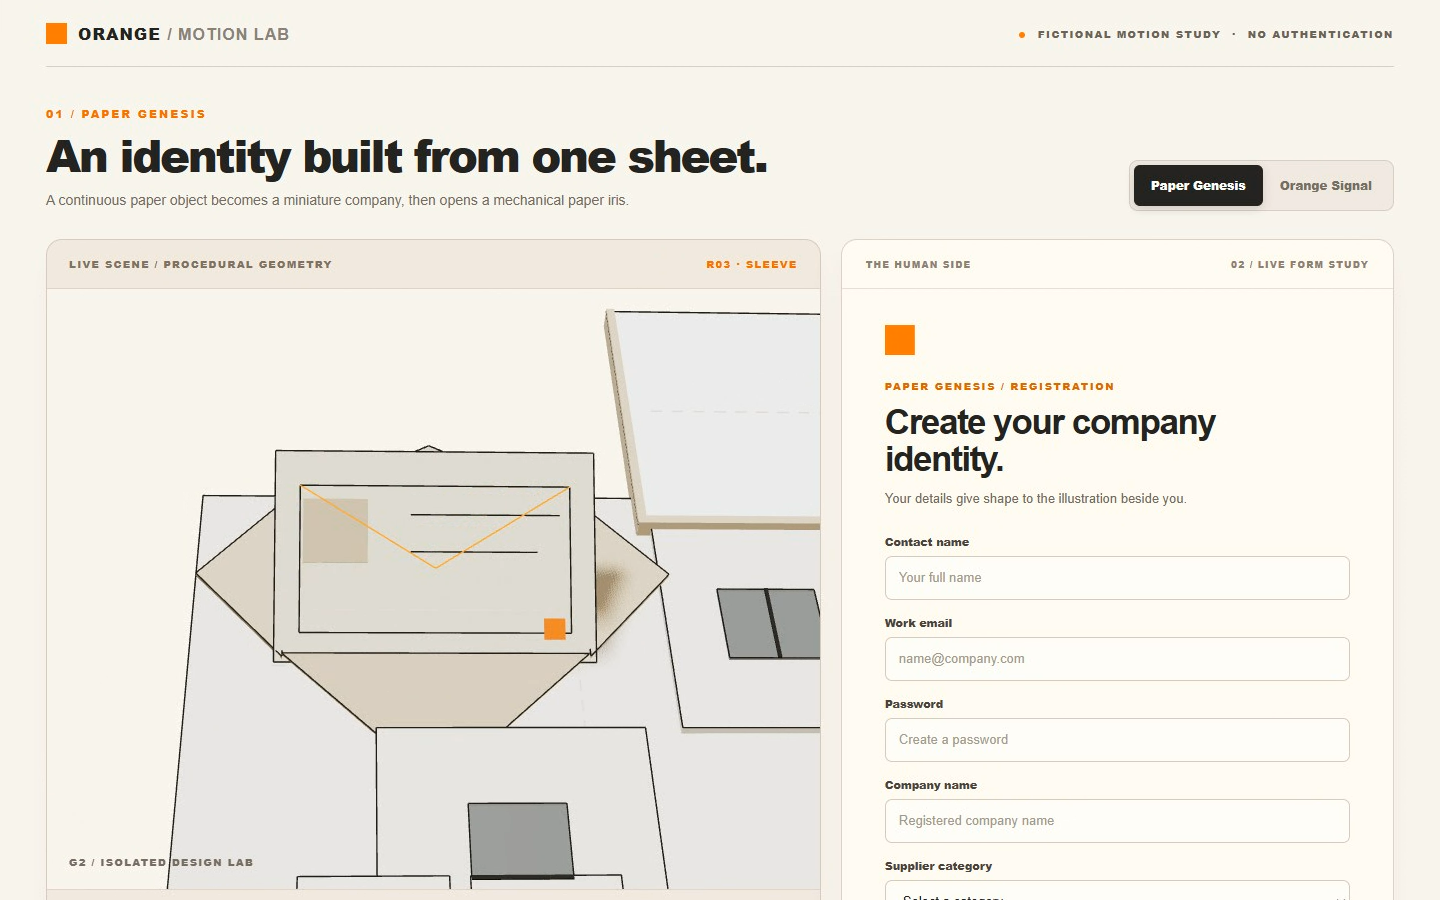 ORANGE / MOTION LAB
FICTIONAL MOTION STUDY · NO AUTHENTICATION
01 / PAPER GENESIS
An identity built from one sheet.
A continuous paper object becomes a miniature company, then opens a mechanical paper iris.
Paper Genesis
Orange Signal
LIVE SCENE / PROCEDURAL GEOMETRY
R03 · SLEEVE
G2 / ISOLATED DESIGN LAB
THE HUMAN SIDE
02 / LIVE FORM STUDY
PAPER GENESIS / REGISTRATION
Create your company
identity.
Your details give shape to the illustration beside you.
Contact name
Your full name
Work email
name@company.com
Password
Create a password
Company name
Registered company name
Supplier category
Select a category